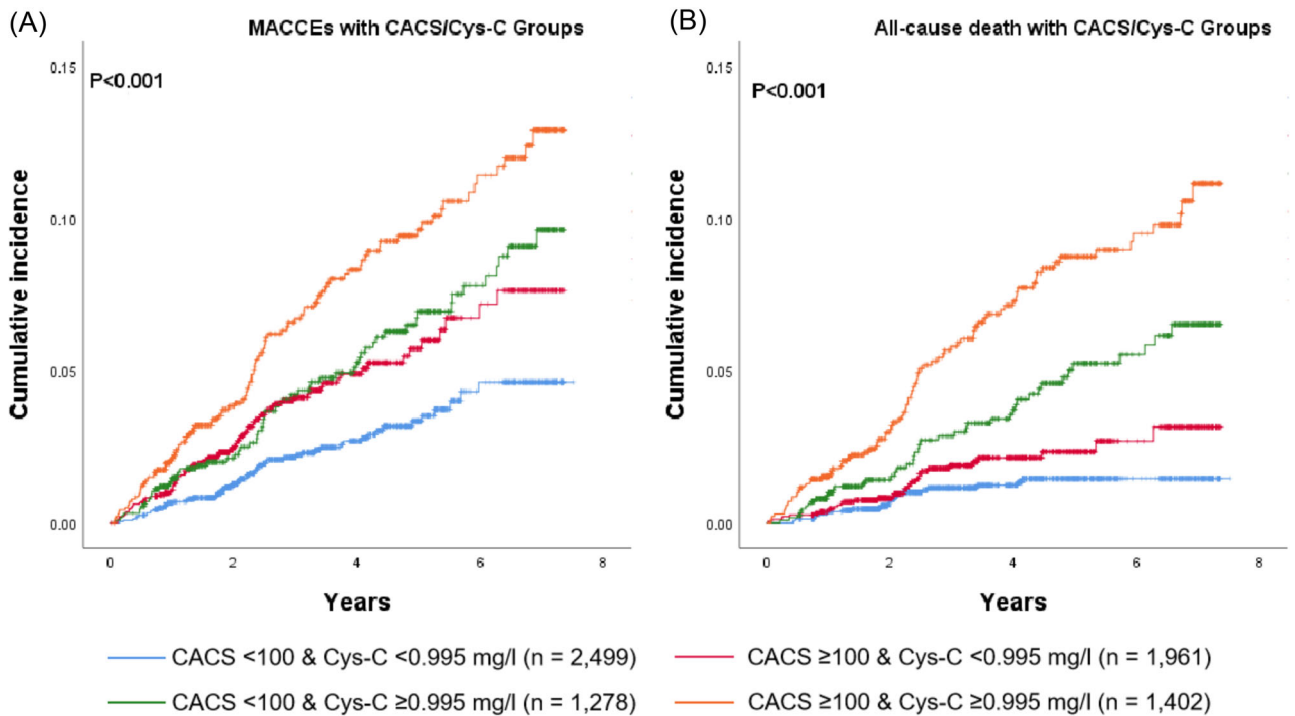 (A)
MACCEs with CACS/Cys-C Groups
P<0.001
Cumulative incidence
0.15
0.10
0.05
0.00
0 2 4 6 8
Years
(B)
All-cause death with CACS/Cys-C Groups
P<0.001
Cumulative incidence
0.15
0.10
0.05
0.00
0 2 4 6 8
Years
CACS <100 & Cys-C <0.995 mg/l (n = 2,499)
CACS ≥100 & Cys-C <0.995 mg/l (n = 1,961)
CACS <100 & Cys-C ≥0.995 mg/l (n = 1,278)
CACS ≥100 & Cys-C ≥0.995 mg/l (n = 1,402)